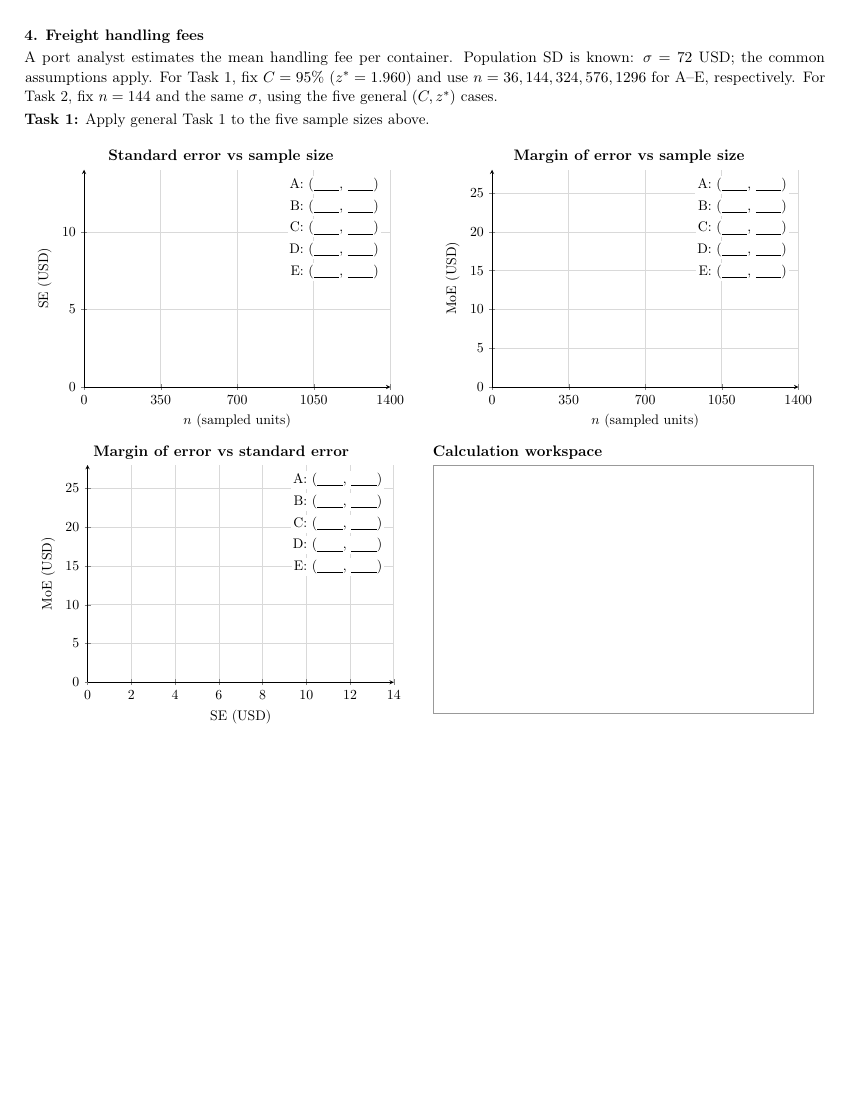 4. Freight handling fees
A port analyst estimates the mean handling fee per container. Population SD is known: σ = 72 USD; the common
assumptions apply. For Task 1, fix C = 95% (z* = 1.960) and use n = 36, 144, 324, 576, 1296 for A–E, respectively. For
Task 2, fix n = 144 and the same σ, using the five general (C, z*) cases.
Task 1: Apply general Task 1 to the five sample sizes above.
Standard error vs sample size
A: (___, ___)
B: (___, ___)
C: (___, ___)
D: (___, ___)
E: (___, ___)
10
5
0
SE (USD)
0 350 700 1050 1400
n (sampled units)
Margin of error vs sample size
A: (___, ___)
B: (___, ___)
C: (___, ___)
D: (___, ___)
E: (___, ___)
25
20
15
10
5
0
MoE (USD)
0 350 700 1050 1400
n (sampled units)
Margin of error vs standard error
A: (___, ___)
B: (___, ___)
C: (___, ___)
D: (___, ___)
E: (___, ___)
25
20
15
10
5
0
MoE (USD)
0 2 4 6 8 10 12 14
SE (USD)
Calculation workspace